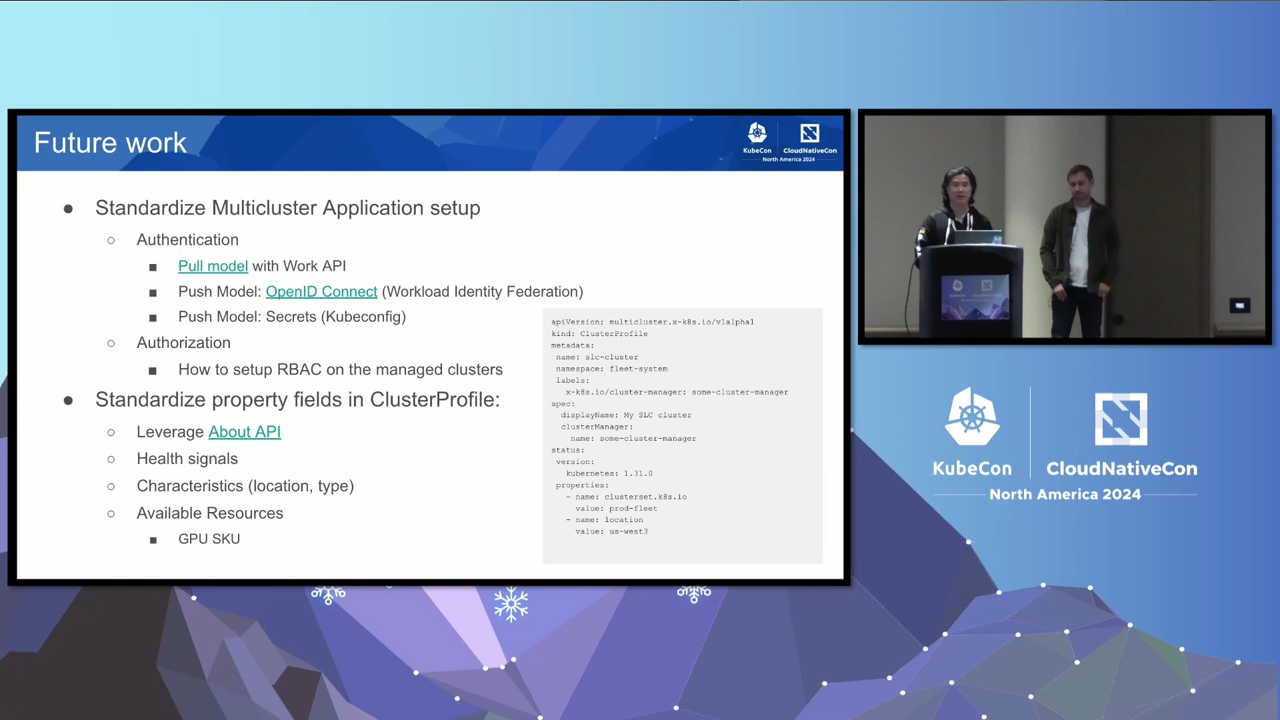 Future work
KubeCon
CloudNativeCon
North America 2024
● Standardize Multicluster Application setup
○ Authentication
■ Pull model with Work API
■ Push Model: OpenID Connect (Workload Identity Federation)
■ Push Model: Secrets (Kubeconfig)
○ Authorization
■ How to setup RBAC on the managed clusters
● Standardize property fields in ClusterProfile:
○ Leverage About API
○ Health signals
○ Characteristics (location, type)
○ Available Resources
■ GPU SKU
apiVersion: multicluster.x-k8s.io/v1alpha1
kind: ClusterProfile
metadata:
name: slc-cluster
namespace: fleet-system
labels:
x-k8s.io/cluster-manager: some-cluster-manager
spec:
displayName: My SLC cluster
clusterManager:
name: some-cluster-manager
status:
version:
kubernetes: 1.31.0
properties:
- name: clusterset.k8s.io
value: prod-fleet
- name: location
value: us-west3
KubeCon
CloudNativeCon
North America 2024